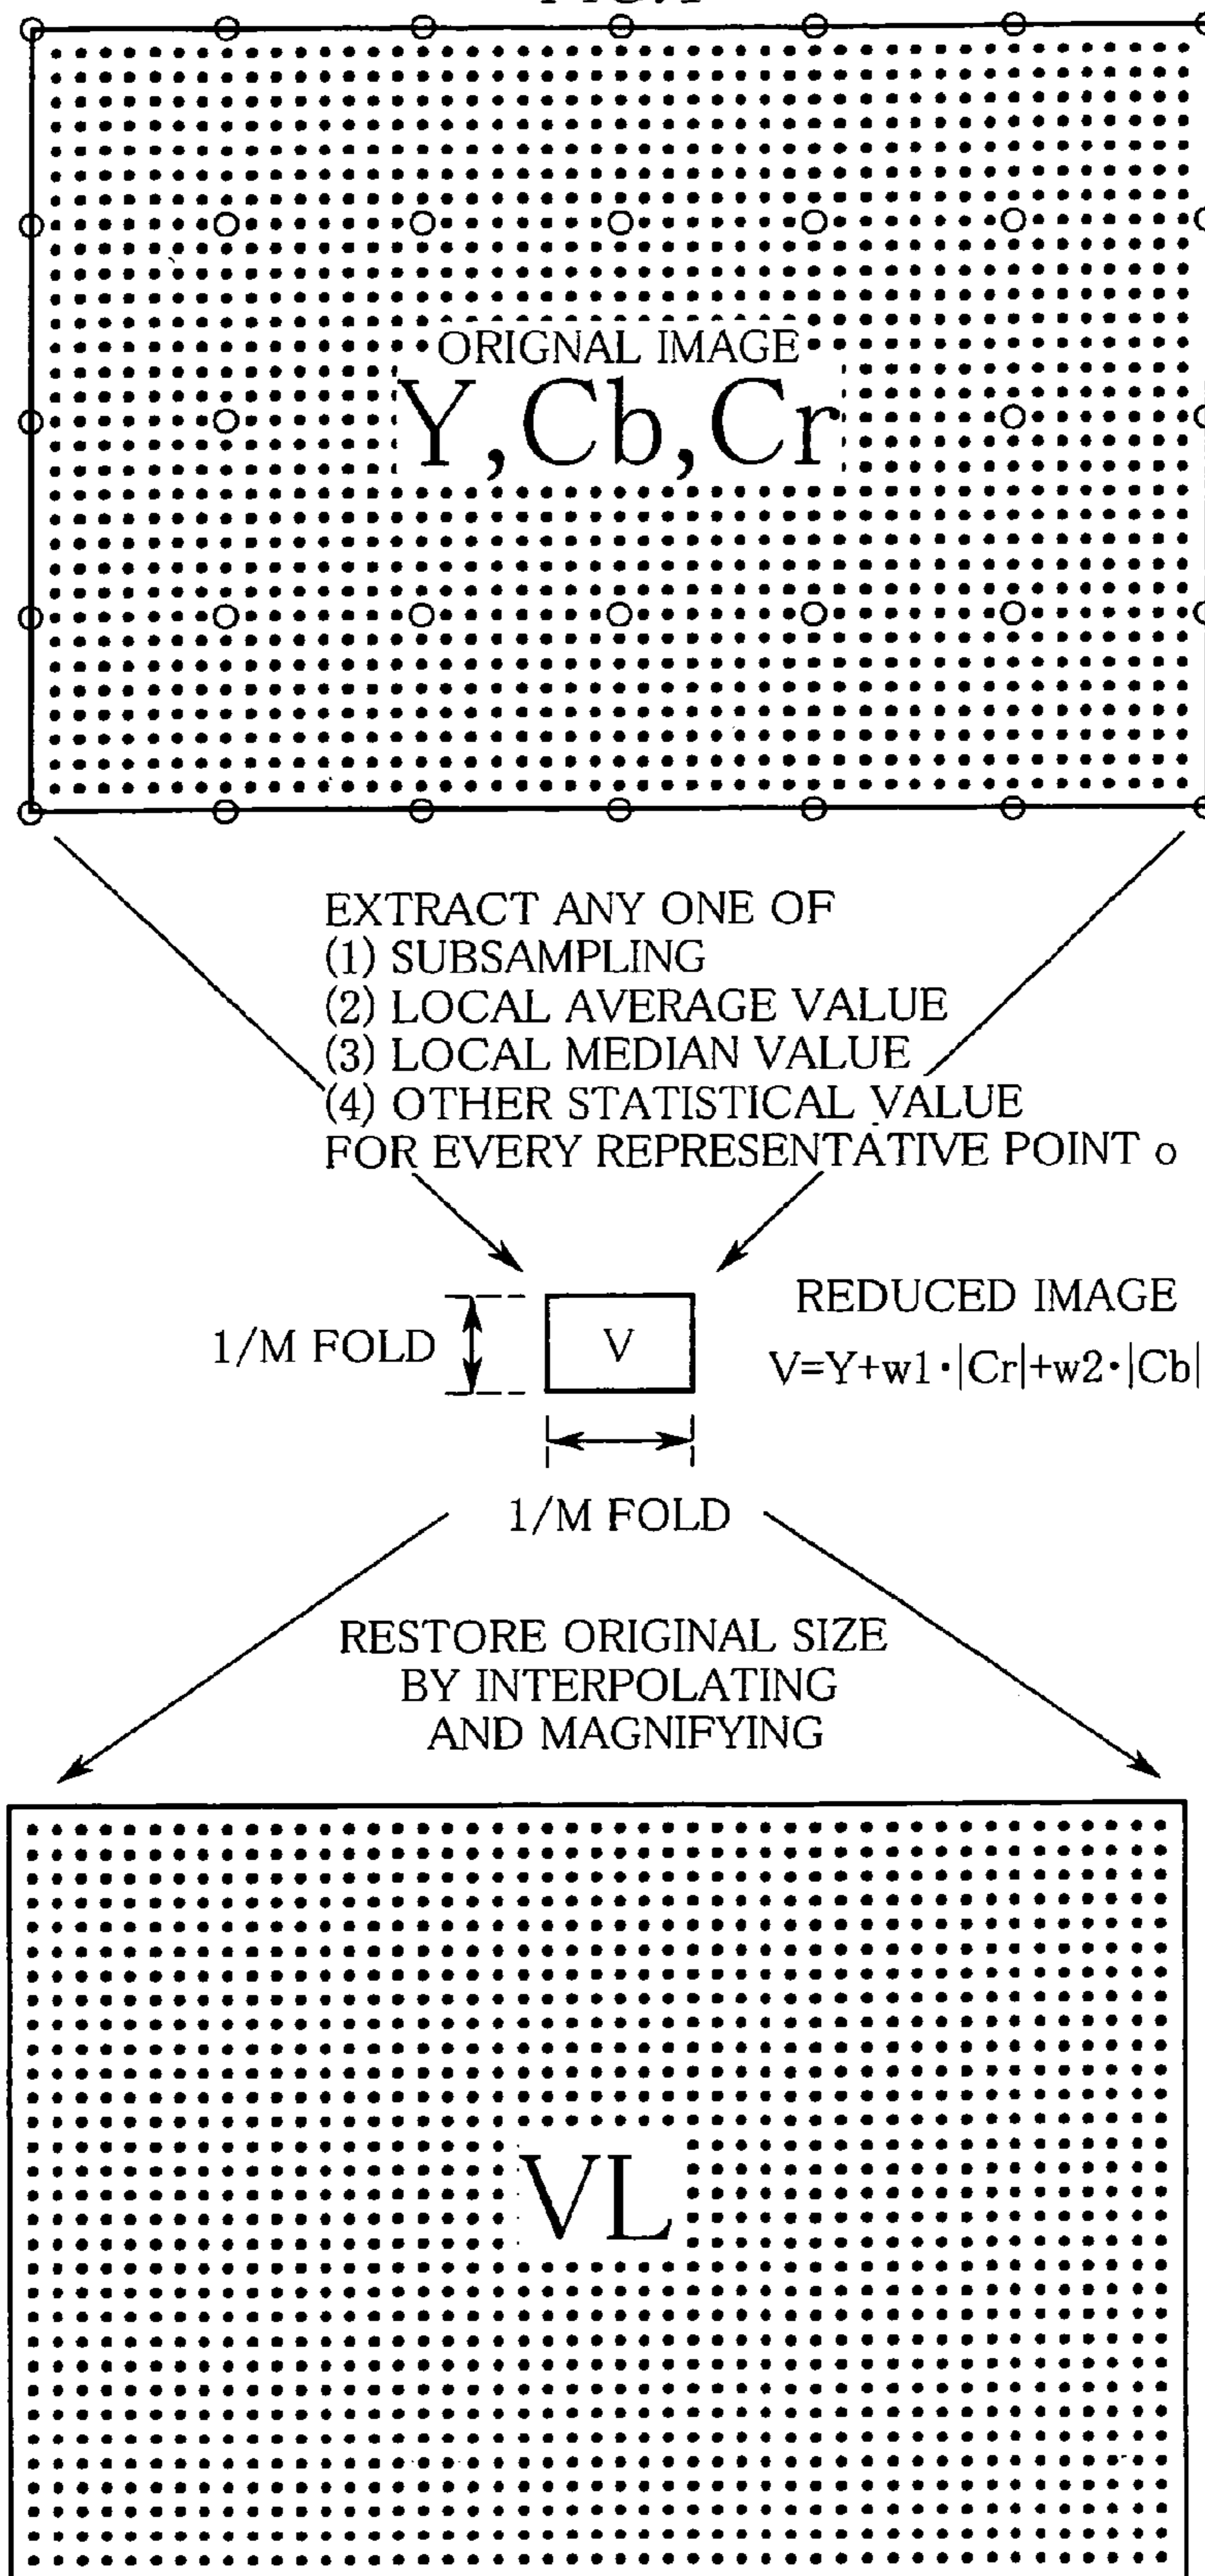 ORIGNAL IMAGE
Y,Cb,Cr
EXTRACT ANY ONE OF
(1) SUBSAMPLING
(2) LOCAL AVERAGE VALUE
(3) LOCAL MEDIAN VALUE
(4) OTHER STATISTICAL VALUE
FOR EVERY REPRESENTATIVE POINT o
REDUCED IMAGE
1/M FOLD
V
V=Y+w1·|Cr|+w2·|Cb|
1/M FOLD
RESTORE ORIGINAL SIZE
BY INTERPOLATING
AND MAGNIFYING
VL